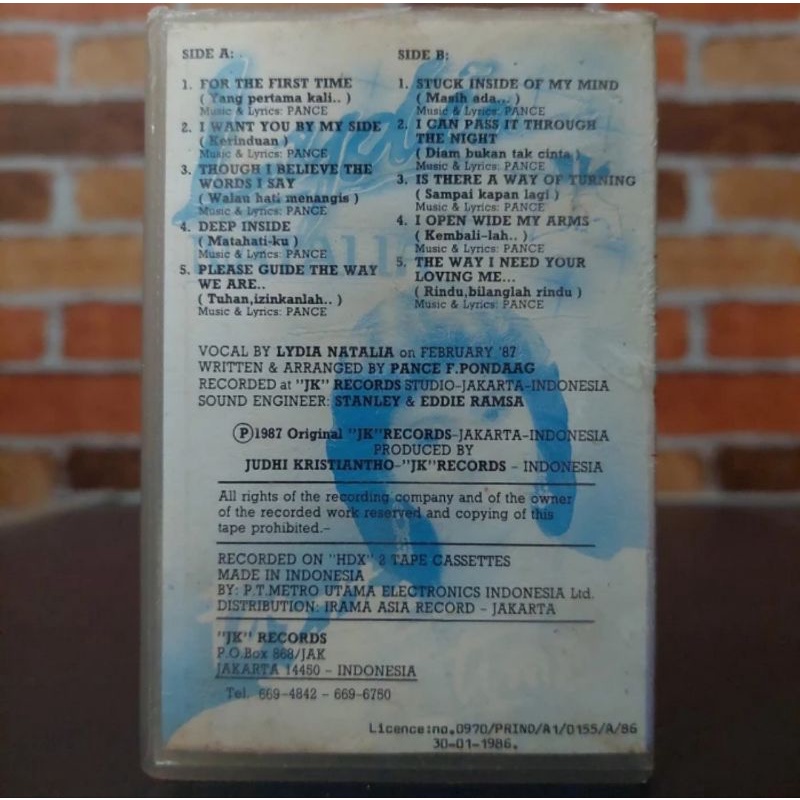 SIDE A:
1. FOR THE FIRST TIME
( Yang pertama kali.. )
Music & Lyrics: PANCE
2. I WANT YOU BY MY SIDE
( Kerinduan )
Music & Lyrics: PANCE
3. THOUGH I BELIEVE THE
WORDS I SAY
( Walau hati menangis )
Music & Lyrics: PANCE
4. DEEP INSIDE
( Matahati-ku )
Music & Lyrics: PANCE
5. PLEASE GUIDE THE WAY
WE ARE..
( Tuhan,izinkanlah.. )
Music & Lyrics: PANCE
SIDE B:
1. STUCK INSIDE OF MY MIND
( Masih ada... )
Music & Lyrics: PANCE
2. I CAN PASS IT THROUGH
THE NIGHT
( Diam bukan tak cinta )
Music & Lyrics: PANCE
3. IS THERE A WAY OF TURNING
( Sampai kapan lagi )
Music & Lyrics: PANCE
4. I OPEN WIDE MY ARMS
( Kembali-lah.. )
Music & Lyrics: PANCE
5. THE WAY I NEED YOUR
LOVING ME...
( Rindu,bilanglah rindu )
Music & Lyrics: PANCE
VOCAL BY LYDIA NATALIA on FEBRUARY '87
WRITTEN & ARRANGED BY PANCE F.PONDAAG
RECORDED at "JK" RECORDS STUDIO-JAKARTA-INDONESIA
SOUND ENGINEER: STANLEY & EDDIE RAMSA
Ⓟ1987 Original "JK" RECORDS-JAKARTA-INDONESIA
PRODUCED BY
JUDHI KRISTIANTHO-"JK" RECORDS - INDONESIA
All rights of the recording company and of the owner
of the recorded work reserved and copying of this
tape prohibited.-
RECORDED ON "HDX" 2 TAPE CASSETTES
MADE IN INDONESIA
BY: P.T.METRO UTAMA ELECTRONICS INDONESIA Ltd.
DISTRIBUTION: IRAMA ASIA RECORD - JAKARTA
"JK" RECORDS
P.O.Box 868/JAK
JAKARTA 14450 - INDONESIA
Tel. 669-4842 - 669-6750
Licence:no.0970/PRIND/A1/0155/A/86
30-01-1986.